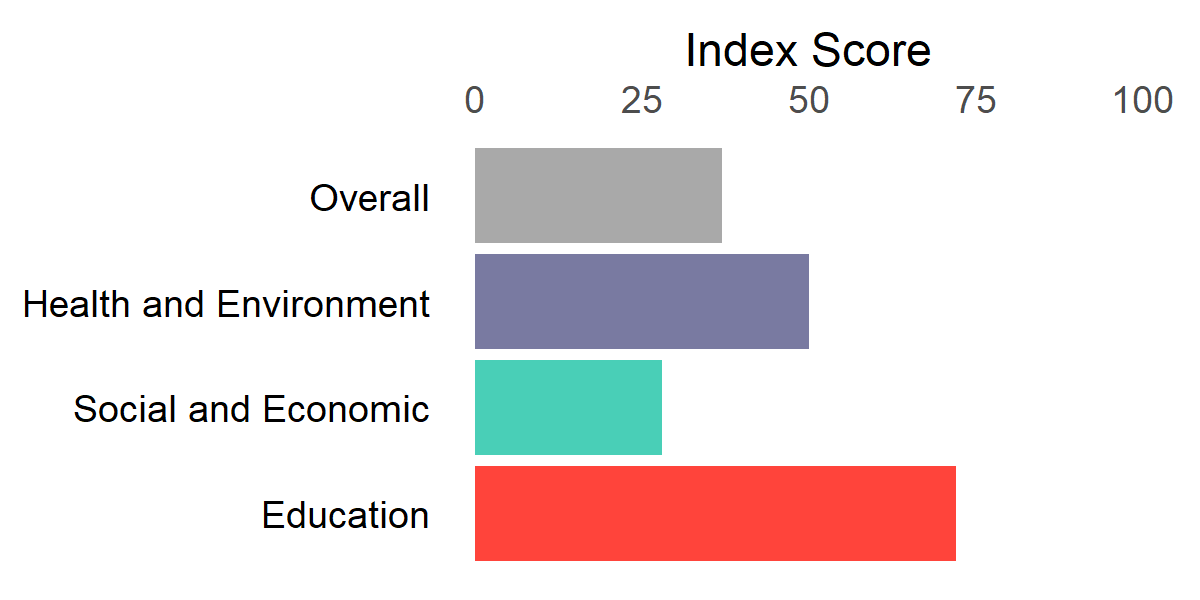 Index Score
0 25 50 75 100
Overall
Health and Environment
Social and Economic
Education